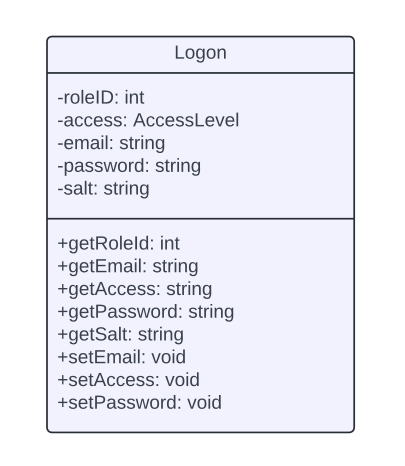 Logon
-roleID: int
-access: AccessLevel
-email: string
-password: string
-salt: string
+getRoleId: int
+getEmail: string
+getAccess: string
+getPassword: string
+getSalt: string
+setEmail: void
+setAccess: void
+setPassword: void